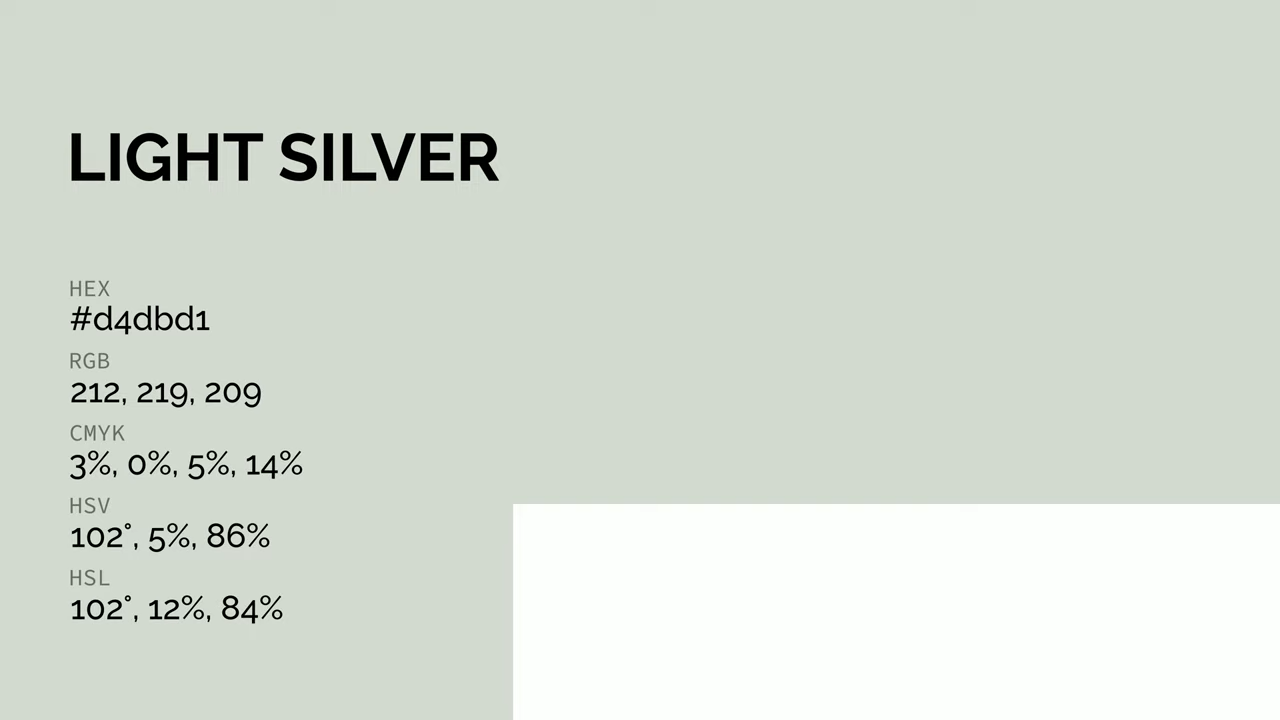 LIGHT SILVER
HEX
#d4dbd1
RGB
212, 219, 209
CMYK
3%, 0%, 5%, 14%
HSV
102°, 5%, 86%
HSL
102°, 12%, 84%